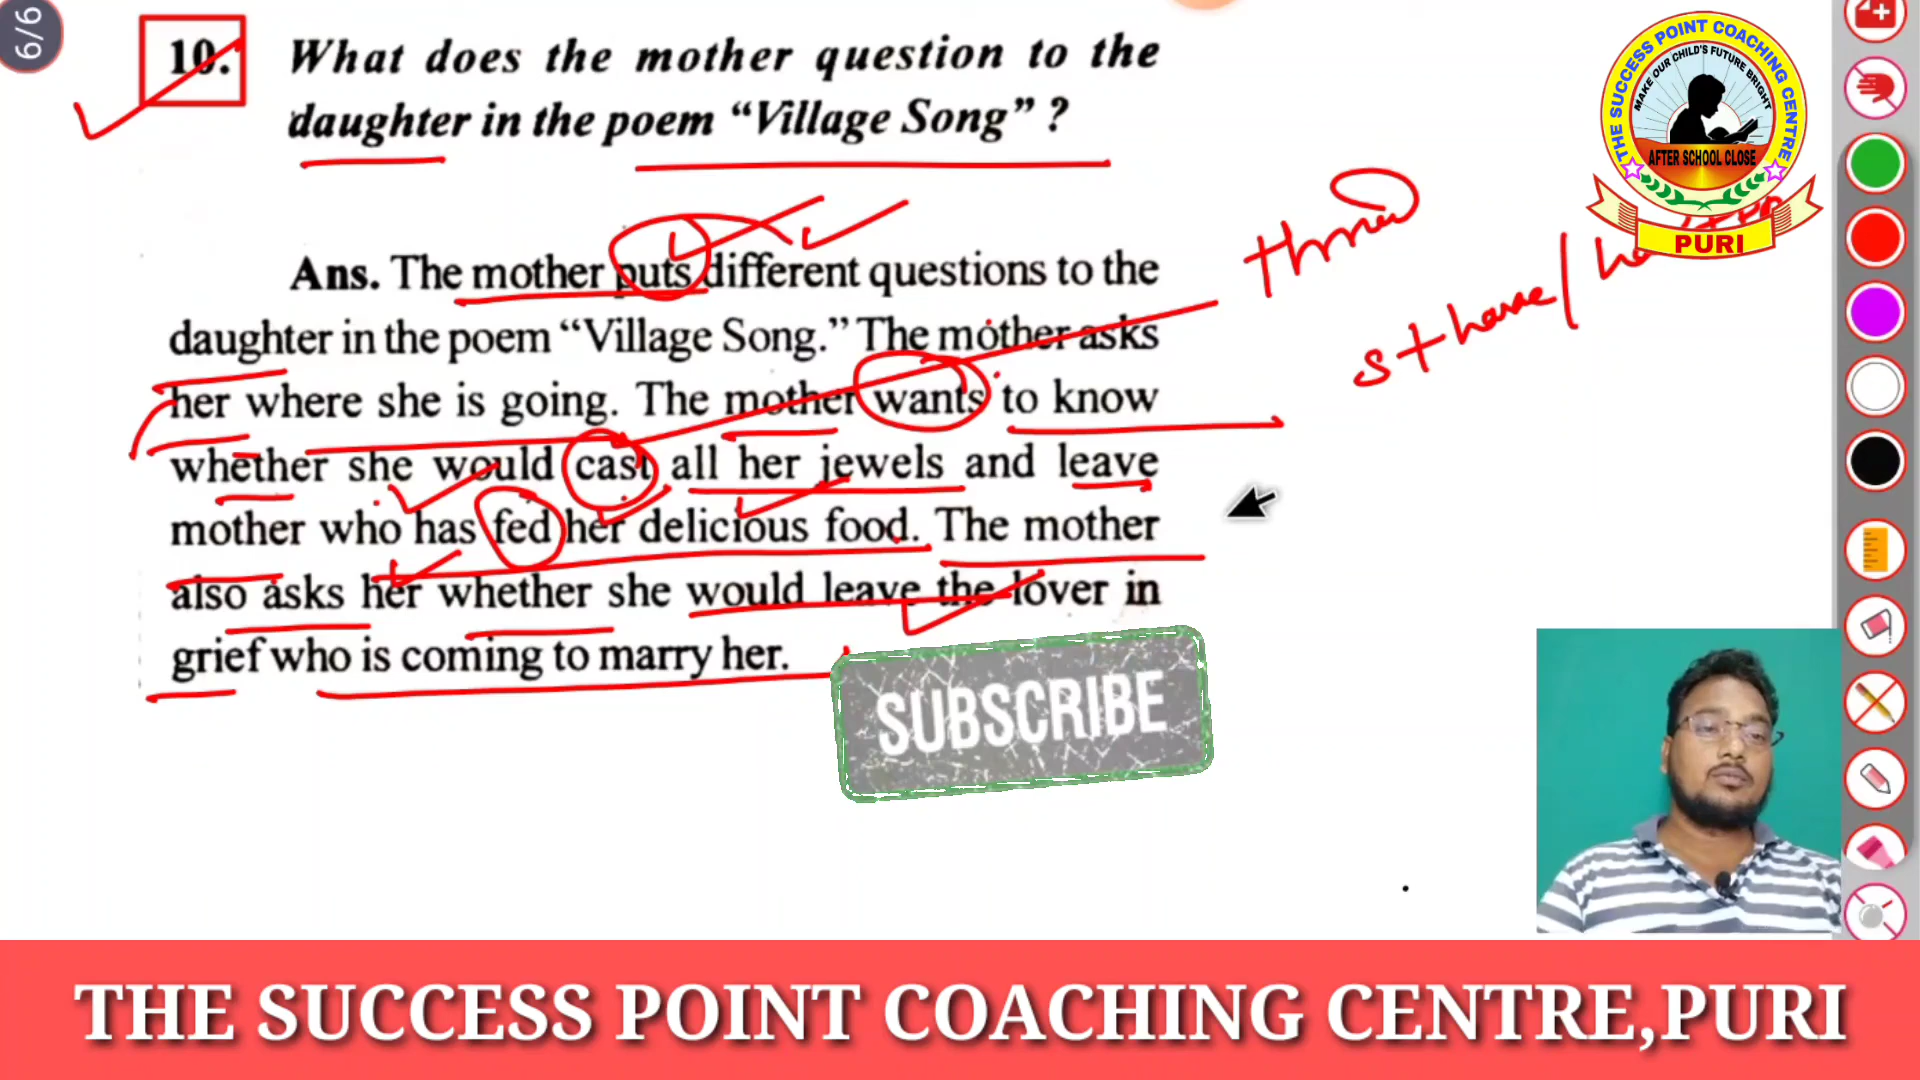 6/6
10. What does the mother question to the
daughter in the poem “Village Song” ?
Ans. The mother puts different questions to the
daughter in the poem “Village Song.” The mother asks
her where she is going. The mother wants to know
whether she would cast all her jewels and leave
mother who has fed her delicious food. The mother
also asks her whether she would leave the lover in
grief who is coming to marry her.
THE SUCCESS POINT COACHING CENTRE
MAKE OUR CHILD'S FUTURE BRIGHT
AFTER SCHOOL CLOSE
PURI
SUBSCRIBE
THE SUCCESS POINT COACHING CENTRE,PURI